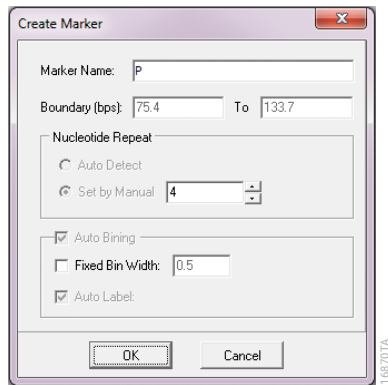 Create Marker
Marker Name: P
Boundary (bps): 75.4 To 133.7
Nucleotide Repeat
Auto Detect
Set by Manual 4
Auto Bining
Fixed Bin Width: 0.5
Auto Label:
OK Cancel
16870TA